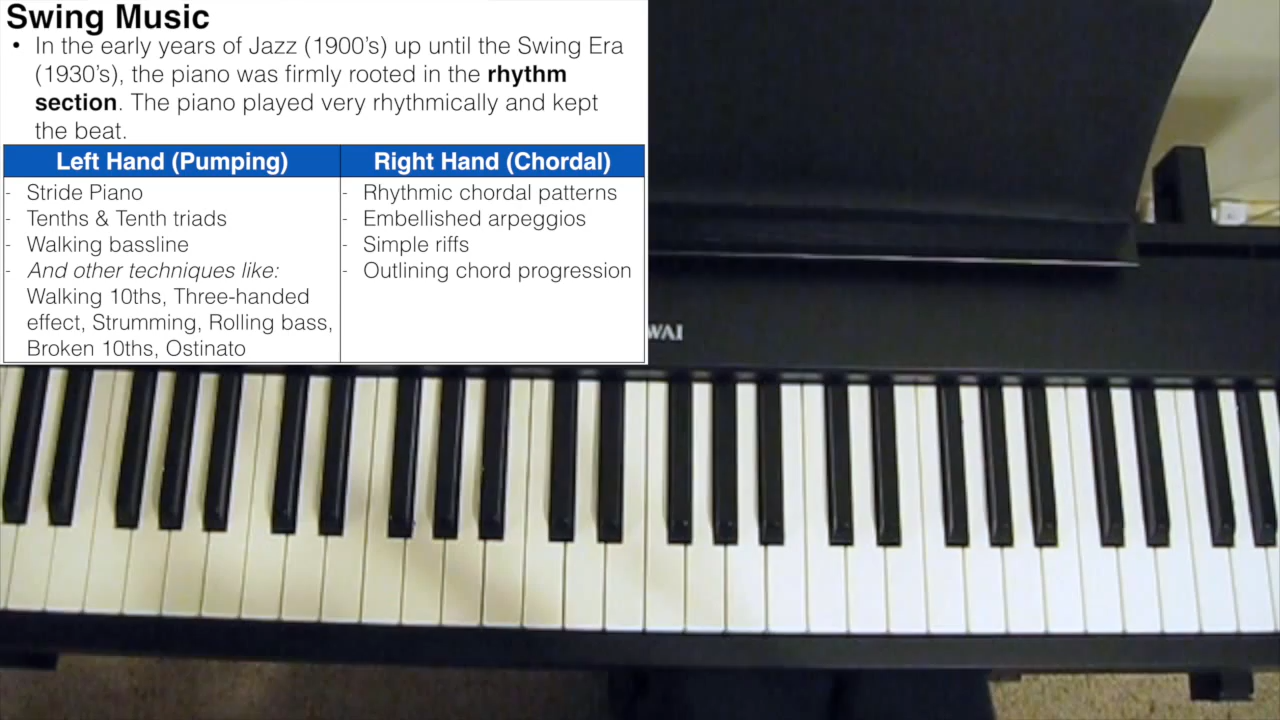 Swing Music
• In the early years of Jazz (1900's) up until the Swing Era
(1930's), the piano was firmly rooted in the rhythm
section. The piano played very rhythmically and kept
the beat.
Left Hand (Pumping)
- Stride Piano
- Tenths & Tenth triads
- Walking bassline
- And other techniques like:
Walking 10ths, Three-handed
effect, Strumming, Rolling bass,
Broken 10ths, Ostinato
Right Hand (Chordal)
- Rhythmic chordal patterns
- Embellished arpeggios
- Simple riffs
- Outlining chord progression
WAI